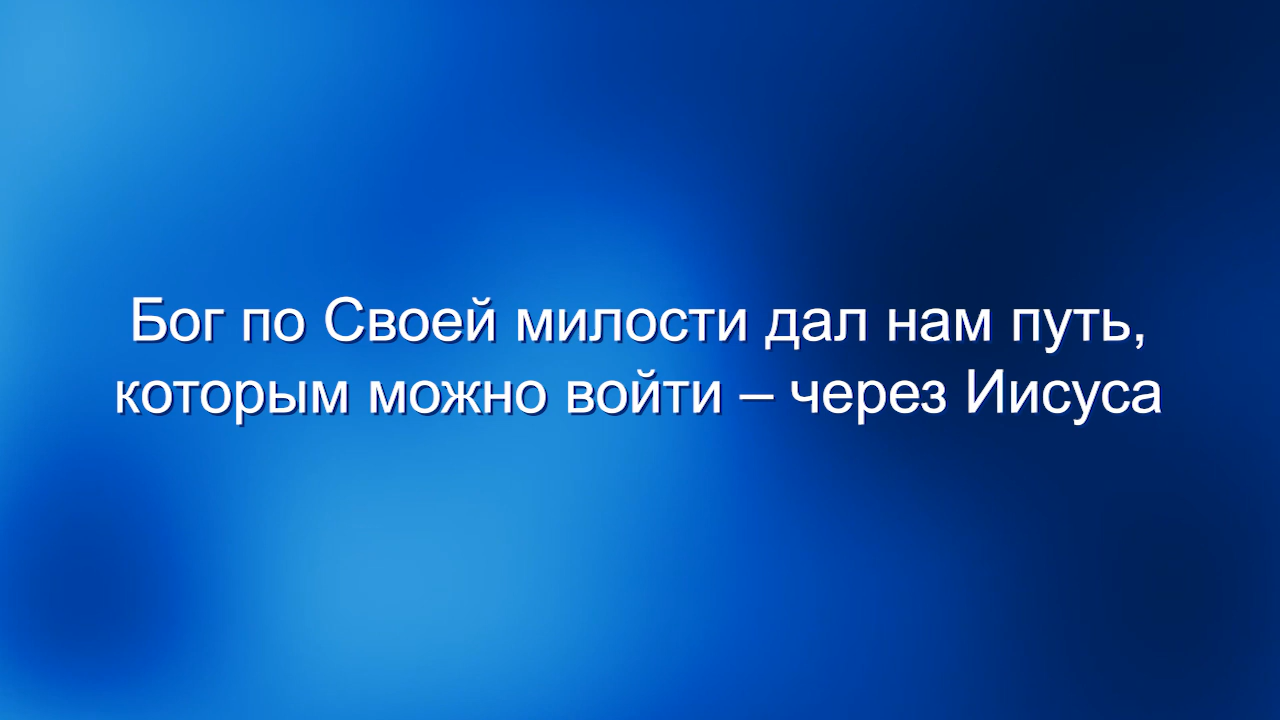 Бог по Своей милости дал нам путь,
которым можно войти – через Иисуса